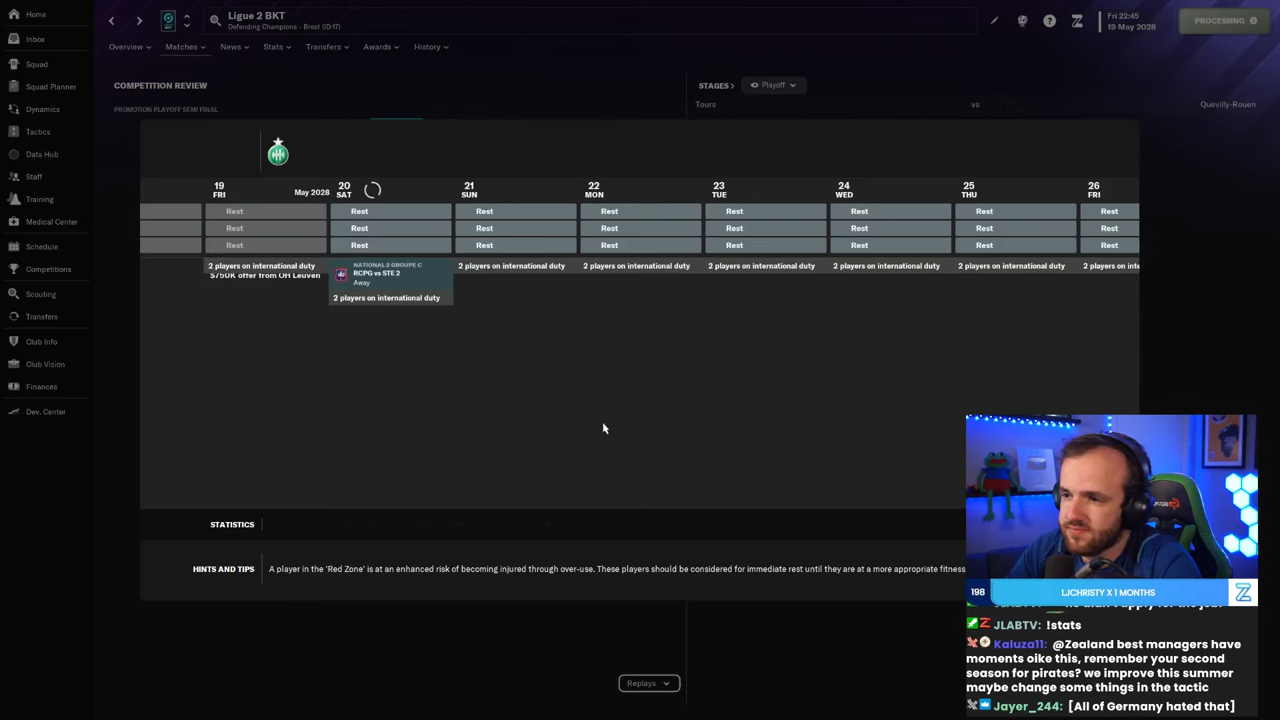 Home
Inbox
Squad
Squad Planner
Dynamics
Tactics
Data Hub
Staff
Training
Medical Center
Schedule
Competitions
Scouting
Transfers
Club Info
Club Vision
Finances
Dev. Center
Ligue 2 BKT
Defending Champions - Brest (ID:17)
Fri 22:45
19 May 2028
PROCESSING
Overview
Matches
News
Stats
Transfers
Awards
History
COMPETITION REVIEW
STAGES
Playoff
PROMOTION PLAYOFF SEMI FINAL
Tours vs Quevilly-Rouen
19 FRI
May 2028
20 SAT
21 SUN
22 MON
23 TUE
24 WED
25 THU
26 FRI
Rest Rest Rest Rest Rest Rest Rest Rest
Rest Rest Rest Rest Rest Rest Rest Rest
Rest Rest Rest Rest Rest Rest Rest Rest
2 players on international duty
$750K offer from OH Leuven
NATIONAL 2 GROUPE C
RCPG vs STE 2
Away
2 players on international duty
2 players on international duty
2 players on international duty
2 players on international duty
2 players on international duty
2 players on international duty
2 players on inte
STATISTICS
HINTS AND TIPS
A player in the 'Red Zone' is at an enhanced risk of becoming injured through over-use. These players should be considered for immediate rest until they are at a more appropriate fitness
Replays
198
LJCHRISTY X 1 MONTHS
JLABTV: !stats
Kaluza11: @Zealand best managers have
moments oike this, remember your second
season for pirates? we improve this summer
maybe change some things in the tactic
Jayer_244: [All of Germany hated that]